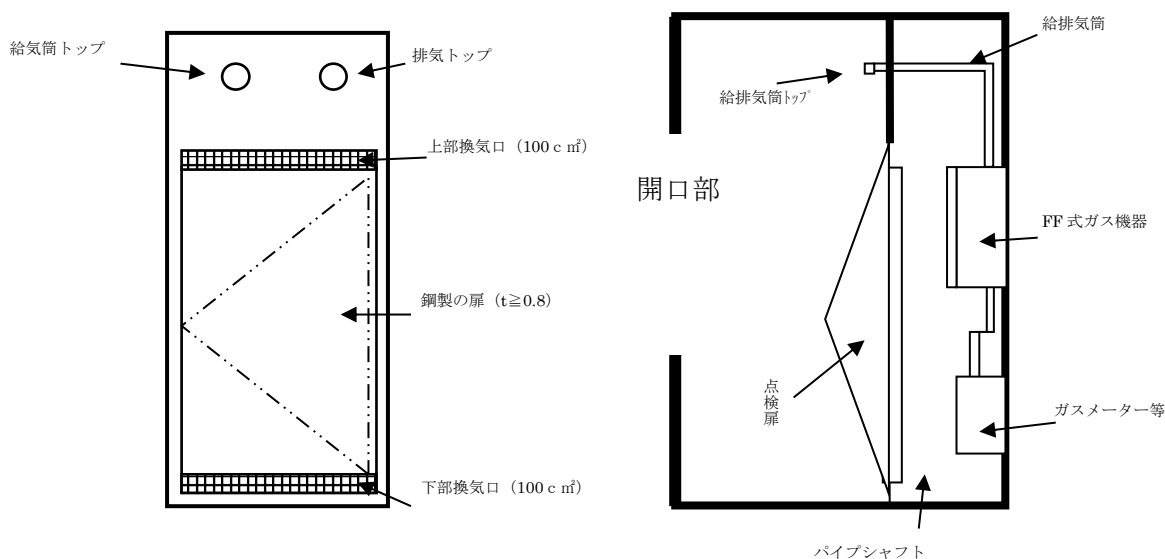 給気筒トップ
排気トップ
上部換気口（100ｃ㎡）
鋼製の扉（t≧0.8）
下部換気口（100ｃ㎡）
給排気筒
給排気筒ﾄｯﾌﾟ
開口部
FF 式ガス機器
点検扉
ガスメーター等
パイプシャフト